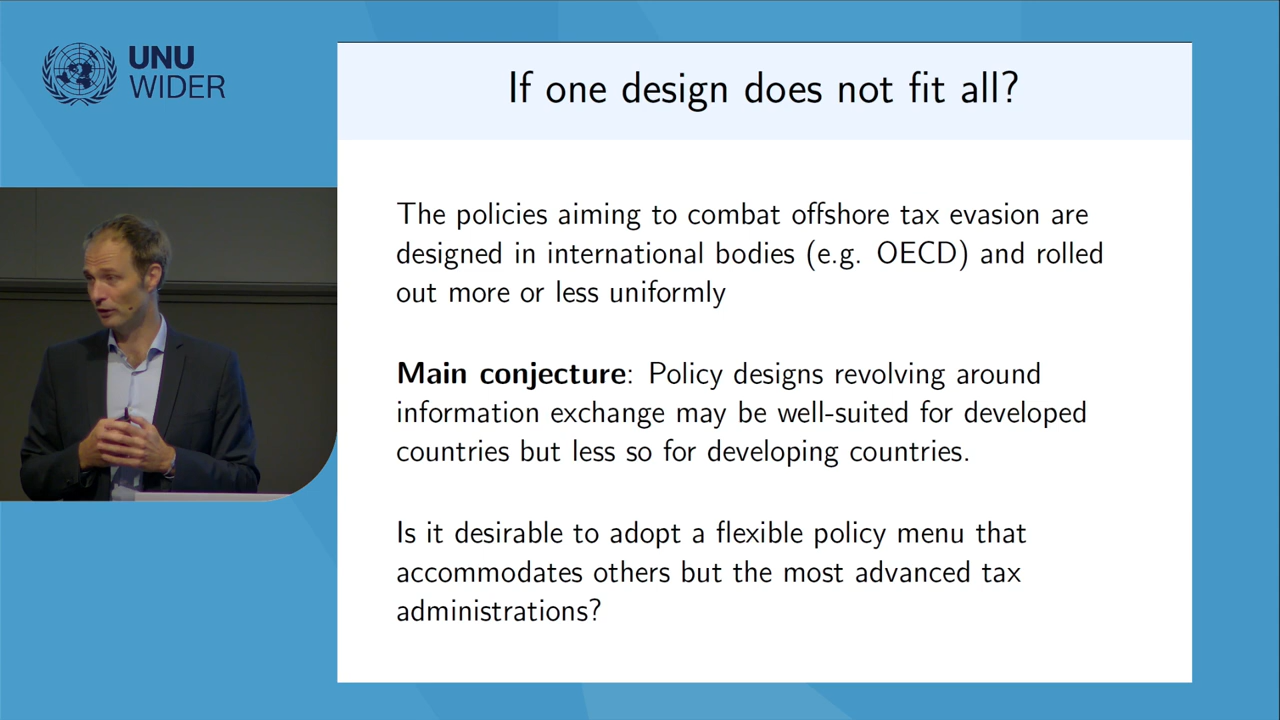 UNU
WIDER
If one design does not fit all?
The policies aiming to combat offshore tax evasion are
designed in international bodies (e.g. OECD) and rolled
out more or less uniformly
Main conjecture: Policy designs revolving around
information exchange may be well-suited for developed
countries but less so for developing countries.
Is it desirable to adopt a flexible policy menu that
accommodates others but the most advanced tax
administrations?